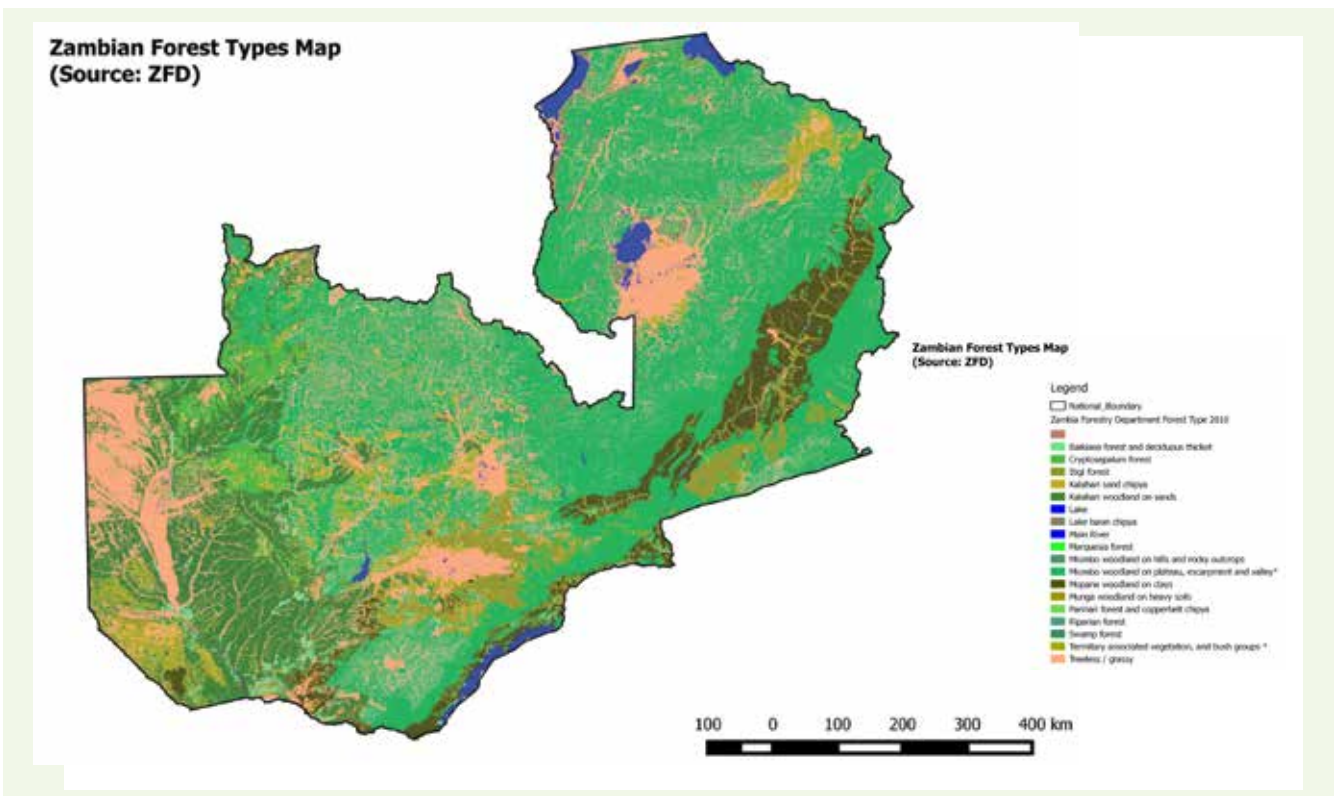 Zambian Forest Types Map
(Source: ZFD)
Zambian Forest Types Map
(Source: ZFD)
Legend
National_Boundary
Zambia Forestry Department Forest Type 2010
Baikiaea forest and deciduous thicket
Cryptosepalum forest
Itigi forest
Kalahari sand chipya
Kalahari woodland on sands
Lake
Lake basin chipya
Main River
Marquesia forest
Miombo woodland on hills and rocky outcrops
Miombo woodland on plateau, escarpment and valley*
Mopane woodland on clays
Munga woodland on heavy soils
Parinari forest and copperbelt chipya
Riparian forest
Swamp forest
Termitary associated vegetation, and bush groups *
Treeless / grassy
100 0 100 200 300 400 km